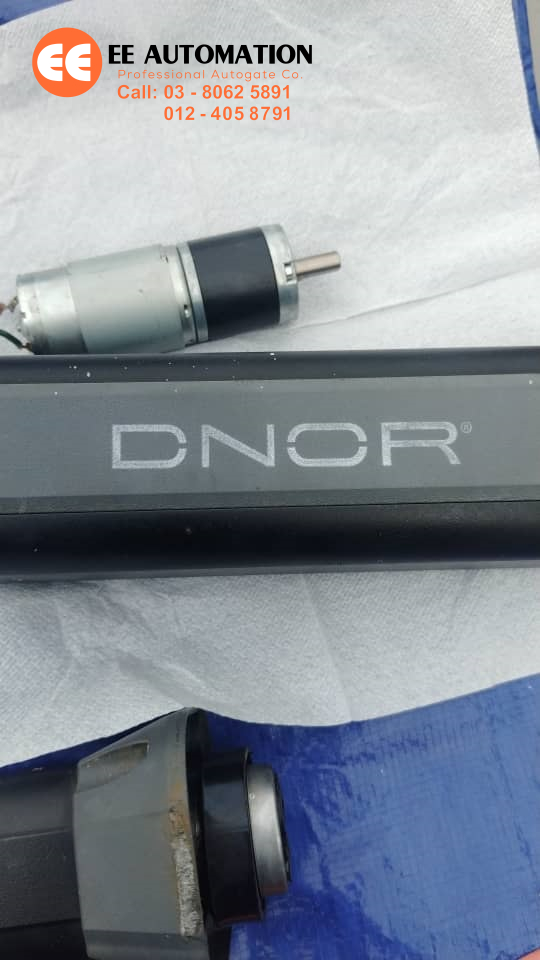 EE EE AUTOMATION
Professional Autogate Co.
Call: 03 - 8062 5891
012 - 405 8791
DNOR®